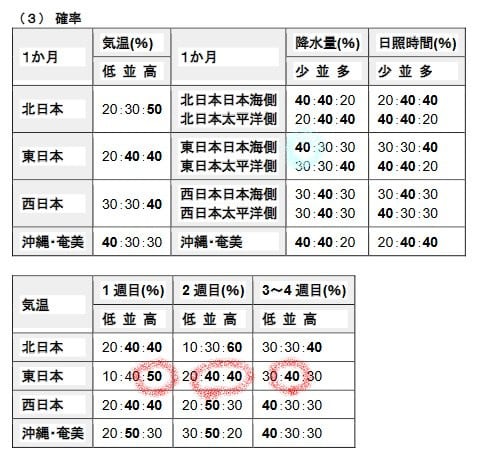 （３） 確率
1か月 気温(%) 1か月 降水量(%) 日照時間(%)
低 並 高 少 並 多 少 並 多
北日本 20:30:50 北日本日本海側 40:40:20 20:40:40
北日本太平洋側 20:40:40 40:40:20
東日本 20:40:40 東日本日本海側 40:30:30 30:30:40
東日本太平洋側 30:30:40 40:40:20
西日本 30:30:40 西日本日本海側 30:40:30 30:40:30
西日本太平洋側 30:40:30 40:30:30
沖縄・奄美 40:30:30 沖縄・奄美 40:40:20 20:40:40
気温 1週目(%) 2週目(%) 3〜4週目(%)
低 並 高 低 並 高 低 並 高
北日本 20:40:40 10:30:60 30:30:40
東日本 10:40:50 20:40:40 30:40:30
西日本 20:40:40 20:50:30 40:30:30
沖縄・奄美 20:50:30 30:50:20 40:30:30